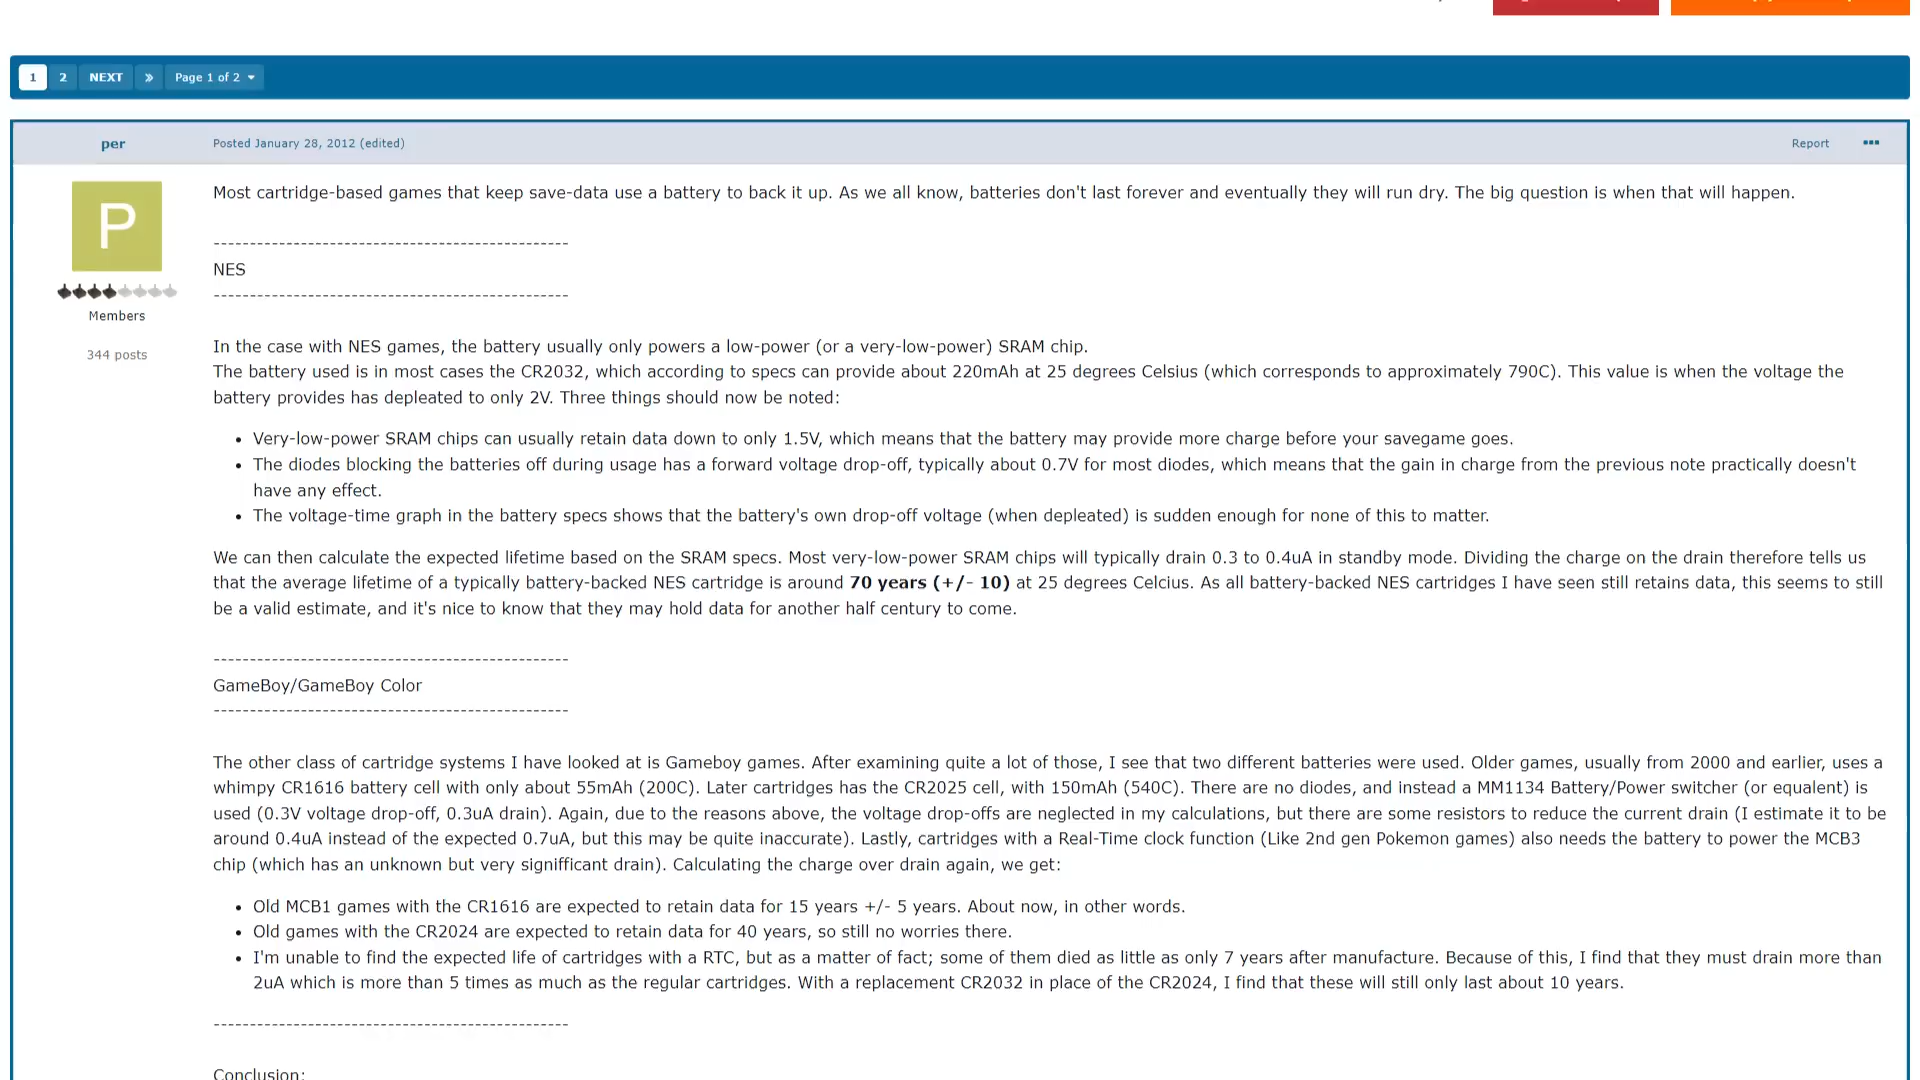 1 2 NEXT » Page 1 of 2
per Posted January 28, 2012 (edited) Report •••
P
Members
344 posts
Most cartridge-based games that keep save-data use a battery to back it up. As we all know, batteries don't last forever and eventually they will run dry. The big question is when that will happen.
-------------------------------------------------
NES
-------------------------------------------------
In the case with NES games, the battery usually only powers a low-power (or a very-low-power) SRAM chip.
The battery used is in most cases the CR2032, which according to specs can provide about 220mAh at 25 degrees Celsius (which corresponds to approximately 790C). This value is when the voltage the
battery provides has depleated to only 2V. Three things should now be noted:
• Very-low-power SRAM chips can usually retain data down to only 1.5V, which means that the battery may provide more charge before your savegame goes.
• The diodes blocking the batteries off during usage has a forward voltage drop-off, typically about 0.7V for most diodes, which means that the gain in charge from the previous note practically doesn't
have any effect.
• The voltage-time graph in the battery specs shows that the battery's own drop-off voltage (when depleated) is sudden enough for none of this to matter.
We can then calculate the expected lifetime based on the SRAM specs. Most very-low-power SRAM chips will typically drain 0.3 to 0.4uA in standby mode. Dividing the charge on the drain therefore tells us
that the average lifetime of a typically battery-backed NES cartridge is around 70 years (+/- 10) at 25 degrees Celcius. As all battery-backed NES cartridges I have seen still retains data, this seems to still
be a valid estimate, and it's nice to know that they may hold data for another half century to come.
-------------------------------------------------
GameBoy/GameBoy Color
-------------------------------------------------
The other class of cartridge systems I have looked at is Gameboy games. After examining quite a lot of those, I see that two different batteries were used. Older games, usually from 2000 and earlier, uses a
whimpy CR1616 battery cell with only about 55mAh (200C). Later cartridges has the CR2025 cell, with 150mAh (540C). There are no diodes, and instead a MM1134 Battery/Power switcher (or equalent) is
used (0.3V voltage drop-off, 0.3uA drain). Again, due to the reasons above, the voltage drop-offs are neglected in my calculations, but there are some resistors to reduce the current drain (I estimate it to be
around 0.4uA instead of the expected 0.7uA, but this may be quite inaccurate). Lastly, cartridges with a Real-Time clock function (Like 2nd gen Pokemon games) also needs the battery to power the MCB3
chip (which has an unknown but very signifficant drain). Calculating the charge over drain again, we get:
• Old MCB1 games with the CR1616 are expected to retain data for 15 years +/- 5 years. About now, in other words.
• Old games with the CR2024 are expected to retain data for 40 years, so still no worries there.
• I'm unable to find the expected life of cartridges with a RTC, but as a matter of fact; some of them died as little as only 7 years after manufacture. Because of this, I find that they must drain more than
2uA which is more than 5 times as much as the regular cartridges. With a replacement CR2032 in place of the CR2024, I find that these will still only last about 10 years.
-------------------------------------------------
Conclusion: